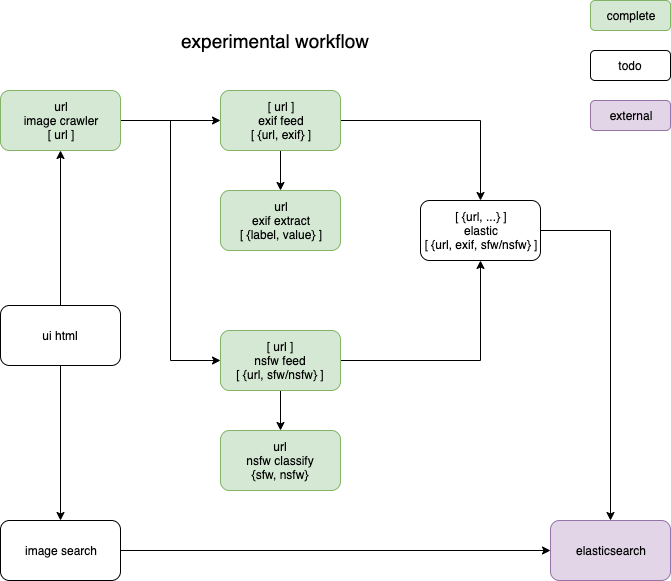 complete
experimental workflow
todo
external
url
image crawler
[ url ]
[ url ]
exif feed
[ {url, exif} ]
url
exif extract
[ {label, value} ]
[ {url, ...} ]
elastic
[ {url, exif, sfw/nsfw} ]
ui html
[ url ]
nsfw feed
[ {url, sfw/nsfw} ]
url
nsfw classify
{sfw, nsfw}
image search
elasticsearch